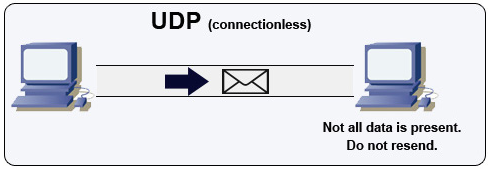 UDP (connectionless)
Not all data is present.
Do not resend.